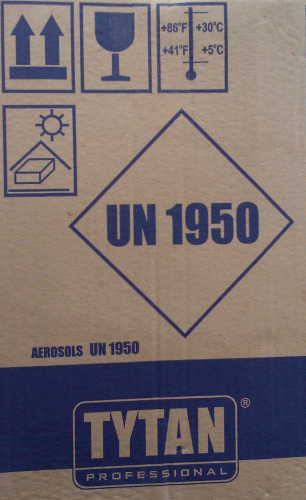 +86°F +30°C
+41°F +5°C
UN 1950
AEROSOLS UN 1950
TYTAN®
PROFESSIONAL